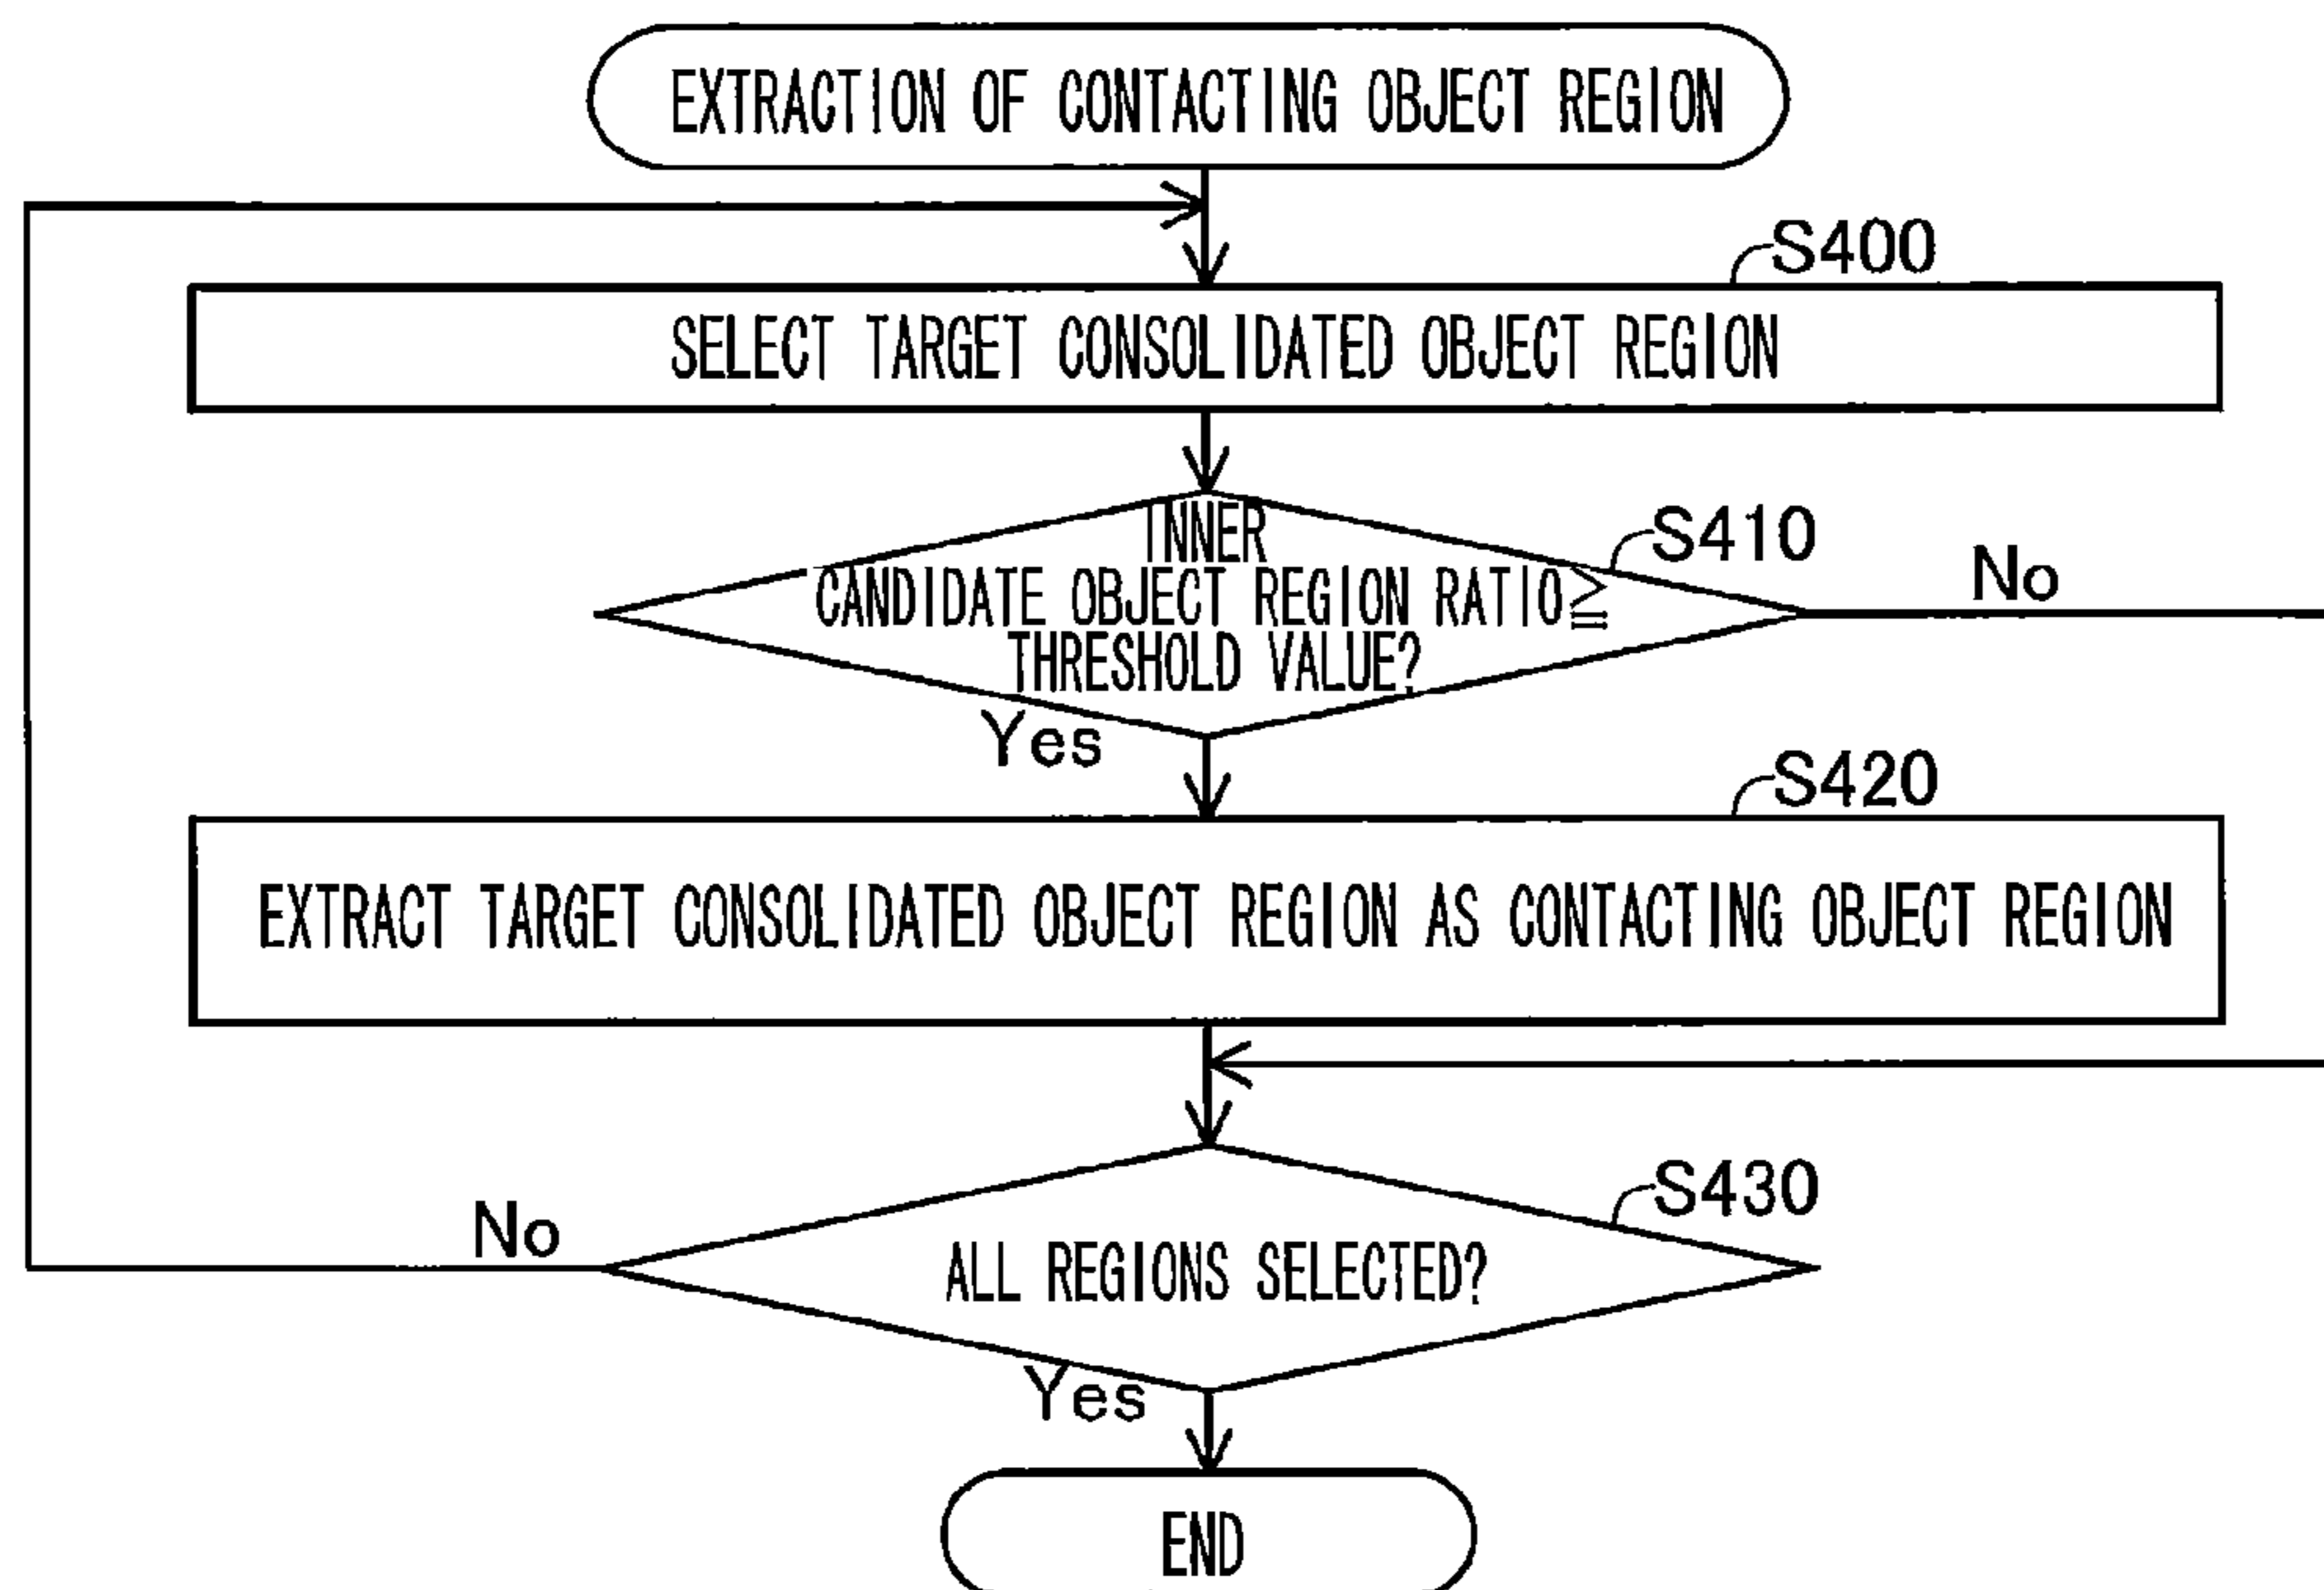 EXTRACTION OF CONTACTING OBJECT REGION
S400
SELECT TARGET CONSOLIDATED OBJECT REGION
S410
INNER
CANDIDATE OBJECT REGION RATIO≧
THRESHOLD VALUE?
No
Yes
S420
EXTRACT TARGET CONSOLIDATED OBJECT REGION AS CONTACTING OBJECT REGION
S430
No
ALL REGIONS SELECTED?
Yes
END